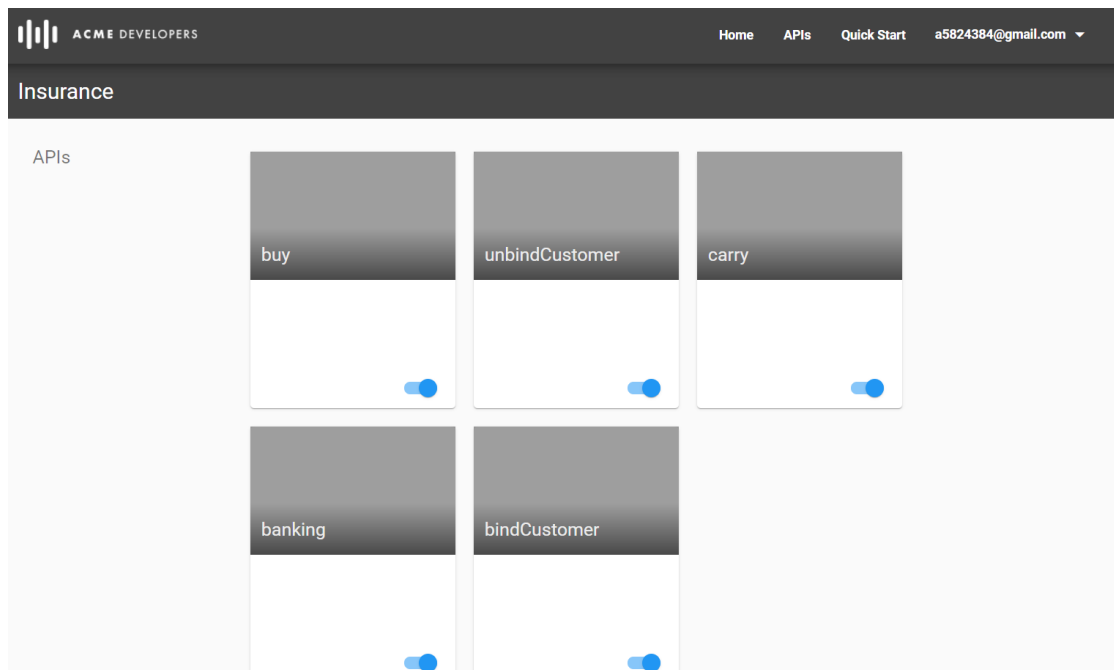 ACME DEVELOPERS
Home APIs Quick Start a5824384@gmail.com
Insurance
APIs
buy unbindCustomer carry
banking bindCustomer